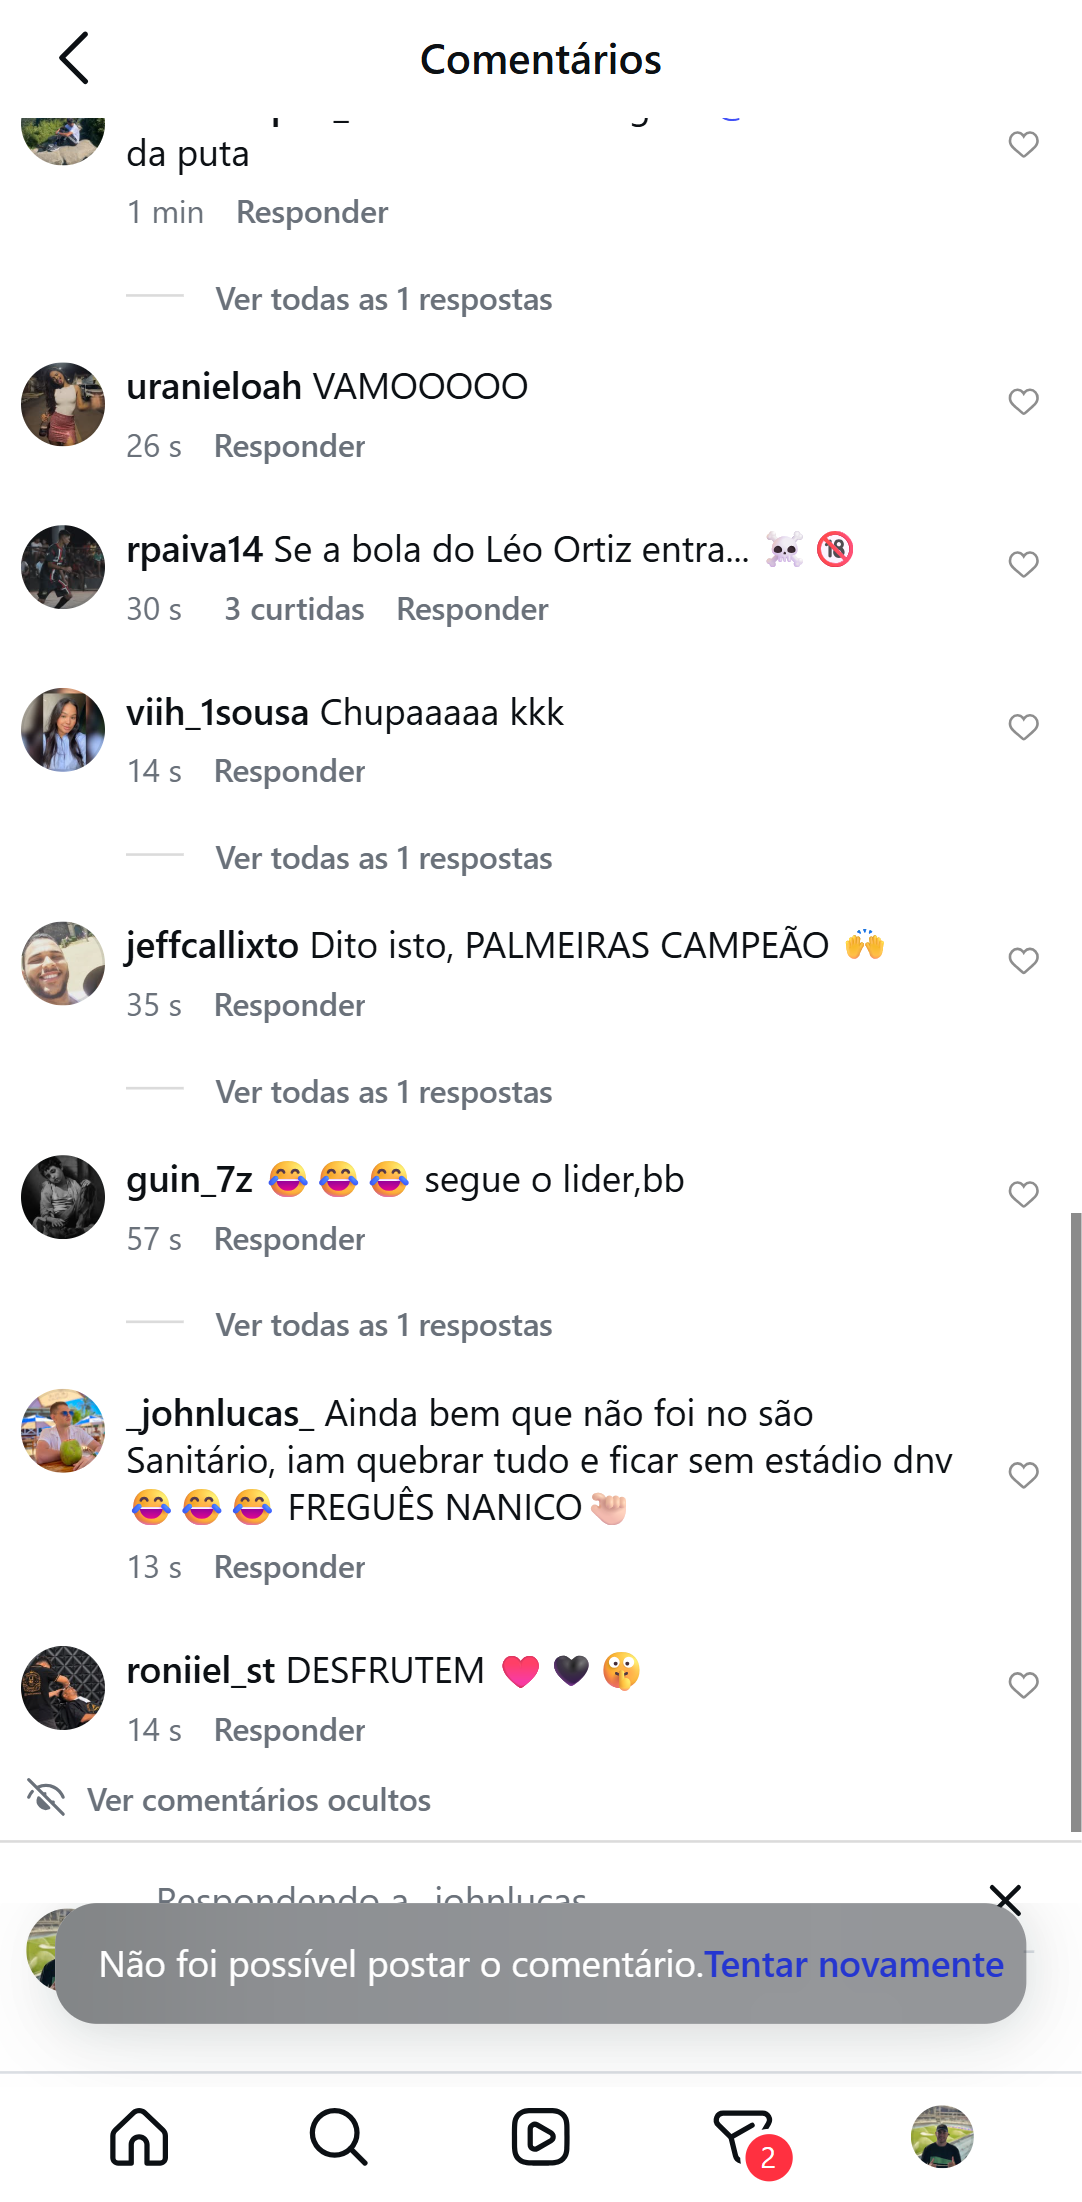 Comentários
da puta
1 min Responder
Ver todas as 1 respostas
uranieloah VAMOOOOO
26 s Responder
rpaiva14 Se a bola do Léo Ortiz entra... ☠️ 🔞
30 s 3 curtidas Responder
viih_1sousa Chupaaaaa kkk
14 s Responder
Ver todas as 1 respostas
jeffcallixto Dito isto, PALMEIRAS CAMPEÃO 🙌
35 s Responder
Ver todas as 1 respostas
guin_7z 😂😂😂 segue o lider,bb
57 s Responder
Ver todas as 1 respostas
_johnlucas_ Ainda bem que não foi no são
Sanitário, iam quebrar tudo e ficar sem estádio dnv
😂😂😂 FREGUÊS NANICO🤏🏻
13 s Responder
roniiel_st DESFRUTEM ❤️🖤🤫
14 s Responder
Ver comentários ocultos
Respondendo a _johnlucas_
Não foi possível postar o comentário.Tentar novamente
2